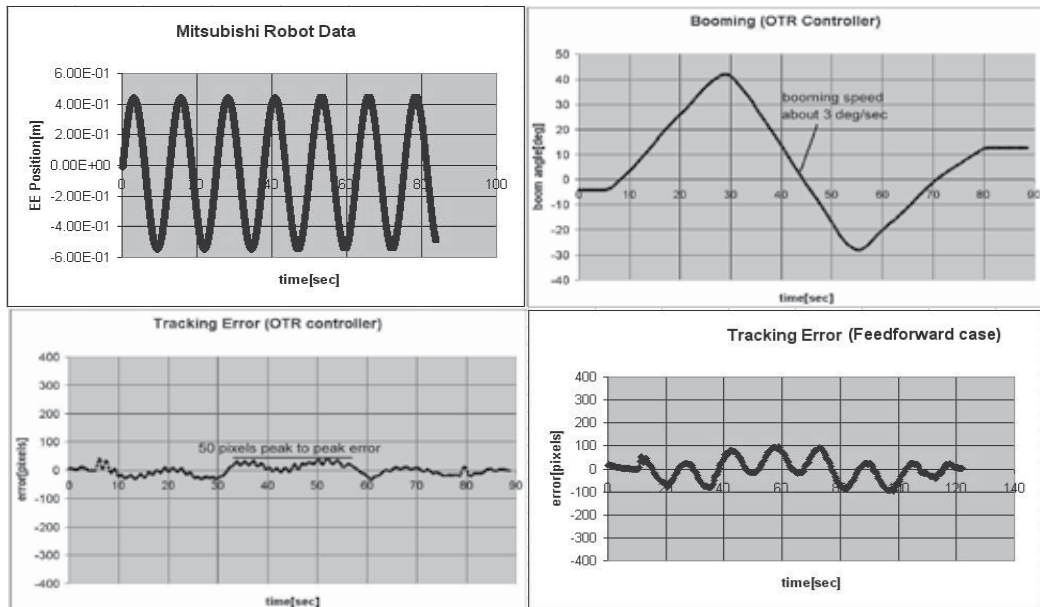 Mitsubishi Robot Data
EE Position[m]
6.00E-01
4.00E-01
2.00E-01
0.00E+00
-2.00E-01
-4.00E-01
-6.00E-01
0 20 40 60 80 100
time[sec]
Booming (OTR Controller)
boom angle[deg]
50
40
30
20
10
0
-10
-20
-30
-40
0 10 20 30 40 50 60 70 80 90
booming speed
about 3 deg/sec
time[sec]
Tracking Error (OTR controller)
error[pixels]
400
300
200
100
0
-100
-200
-300
-400
0 10 20 30 40 50 60 70 80 90
50 pixels peak to peak error
time[sec]
Tracking Error (Feedforward case)
error[pixels]
400
300
200
100
0
-100
-200
-300
-400
0 20 40 60 80 100 120 140
time[sec]